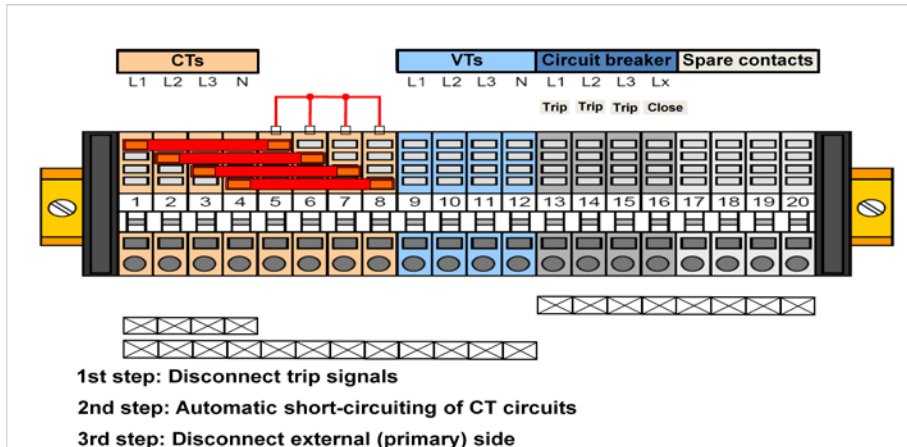 CTs VTs Circuit breaker Spare contacts
L1 L2 L3 N L1 L2 L3 N L1 L2 L3 Lx
Trip Trip Trip Close
1 2 3 4 5 6 7 8 9 10 11 12 13 14 15 16 17 18 19 20
1st step: Disconnect trip signals
2nd step: Automatic short-circuiting of CT circuits
3rd step: Disconnect external (primary) side